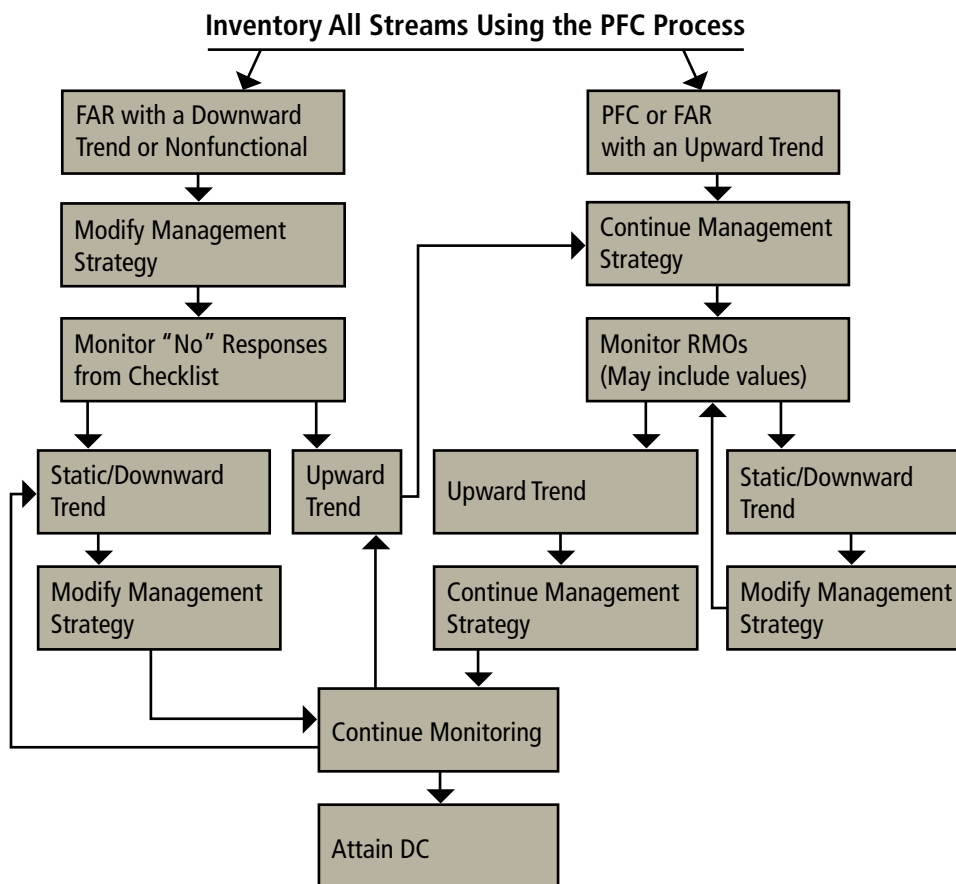 Inventory All Streams Using the PFC Process
FAR with a Downward
Trend or Nonfunctional
PFC or FAR
with an Upward Trend
Modify Management
Strategy
Continue Management
Strategy
Monitor “No” Responses
from Checklist
Monitor RMOs
(May include values)
Static/Downward
Trend
Upward
Trend
Upward Trend
Static/Downward
Trend
Modify Management
Strategy
Continue Management
Strategy
Modify Management
Strategy
Continue Monitoring
Attain DC